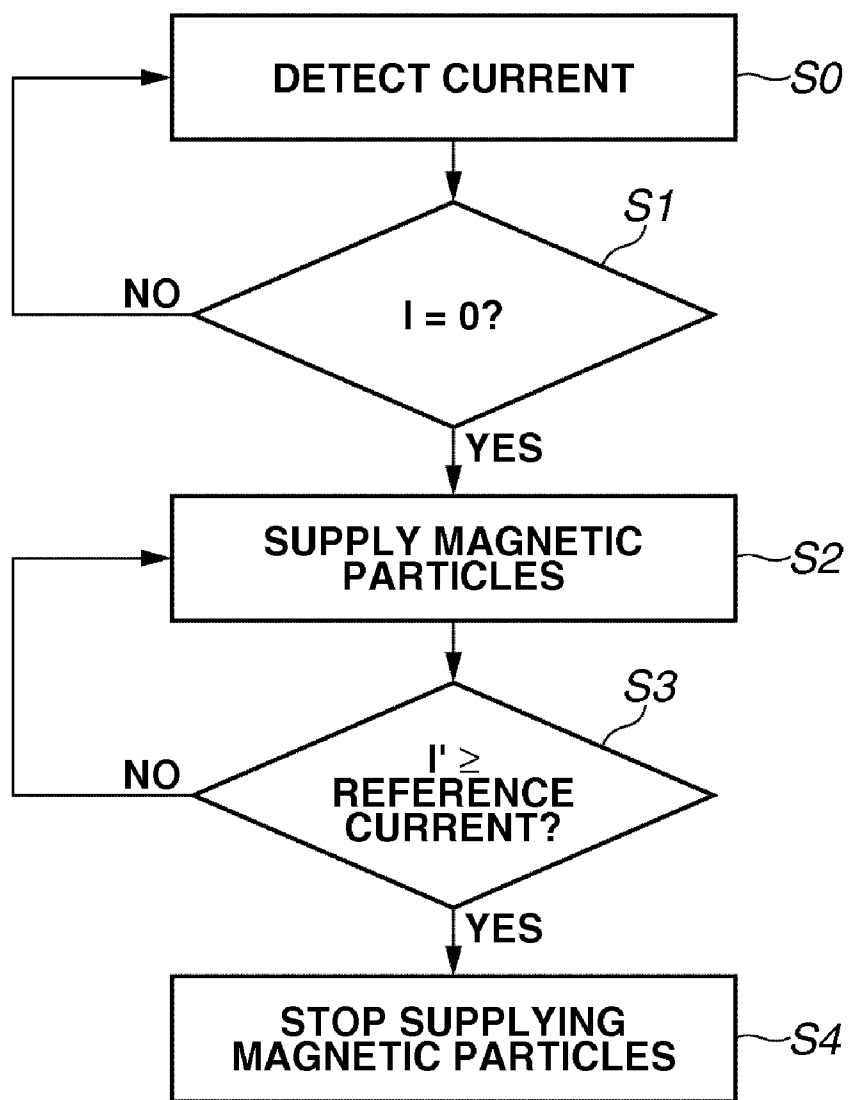 DETECT CURRENT
S0
S1
I = 0?
NO
YES
SUPPLY MAGNETIC
PARTICLES
S2
S3
I' ≥
REFERENCE
CURRENT?
NO
YES
STOP SUPPLYING
MAGNETIC PARTICLES
S4